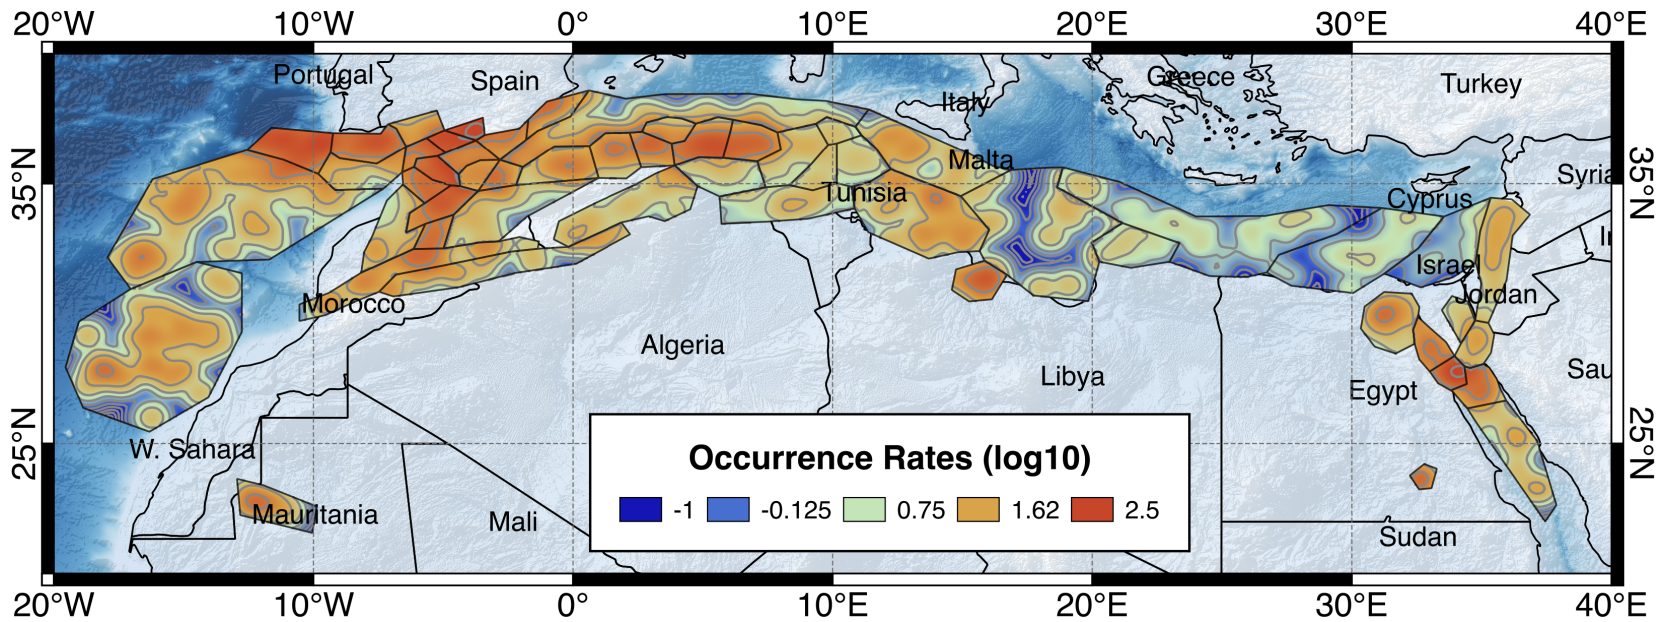 20°W 10°W 0° 10°E 20°E 30°E 40°E
Portugal Spain Greece Turkey
Italy
35°N Malta Syria 35°N
Tunisia Cyprus
Israel
Morocco Jordan
Algeria
Libya Sau
Egypt
25°N W. Sahara 25°N
Occurrence Rates (log10)
-1 -0.125 0.75 1.62 2.5
Mauritania Mali
Sudan
20°W 10°W 0° 10°E 20°E 30°E 40°E